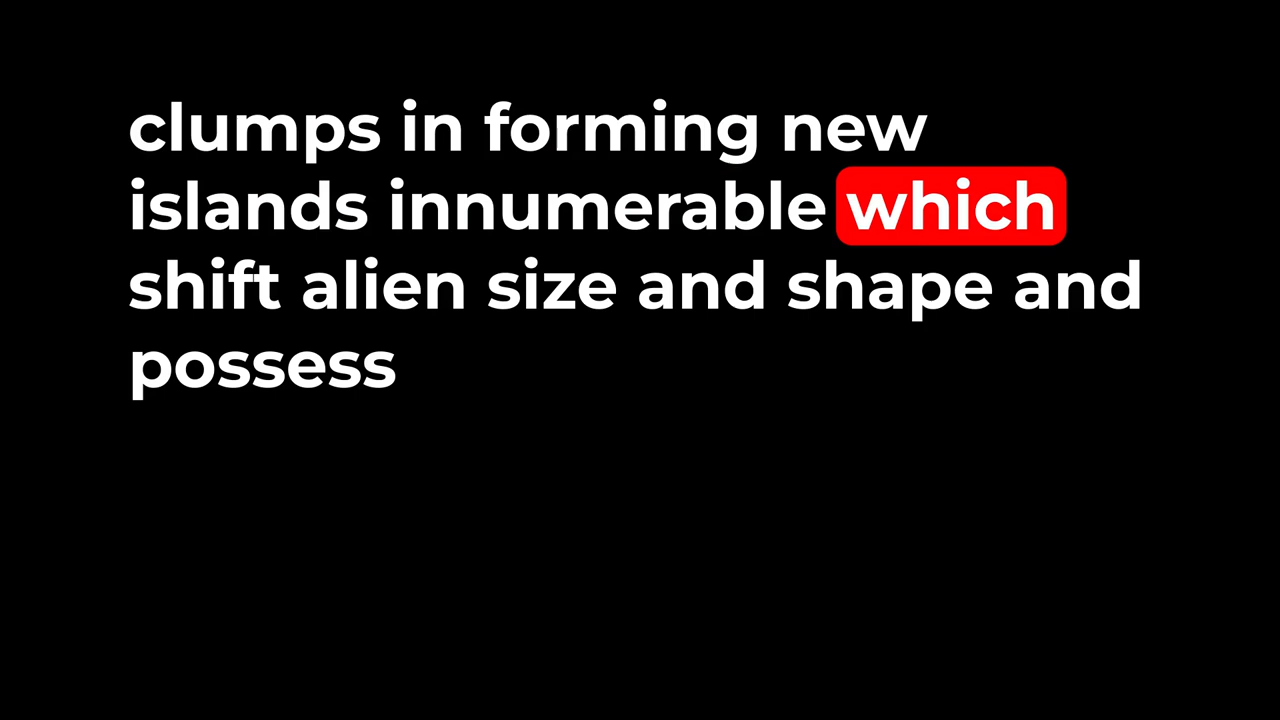 clumps in forming new
islands innumerable which
shift alien size and shape and
possess